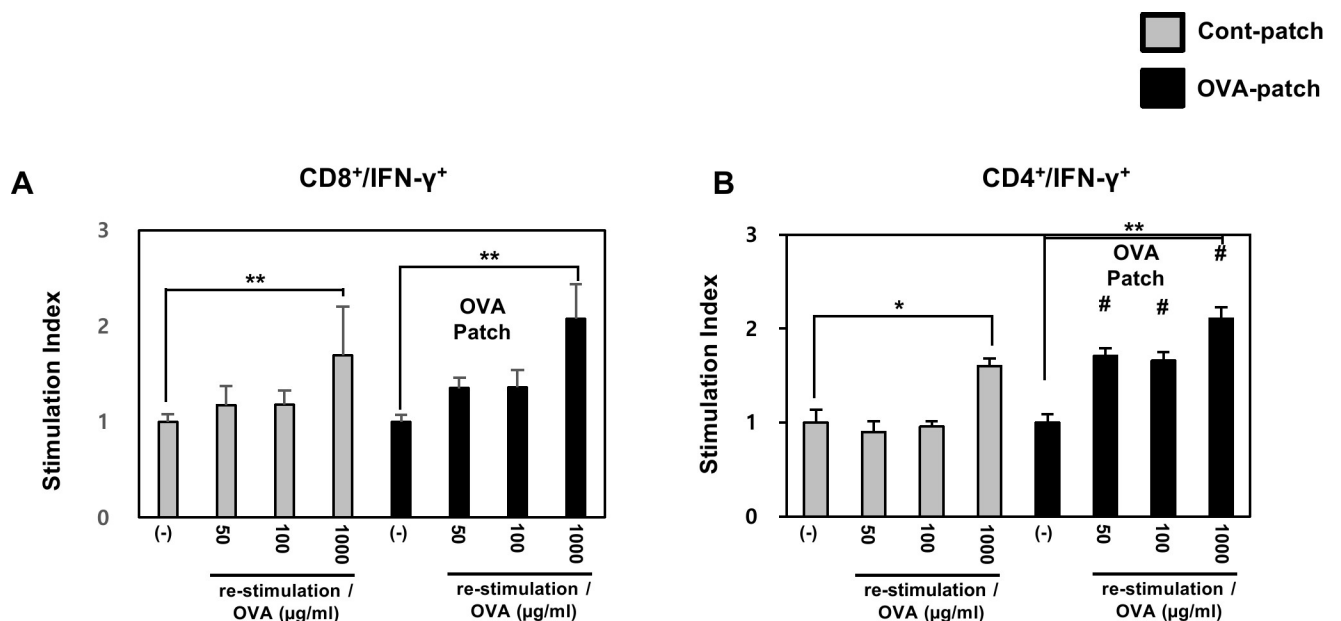 Cont-patch
OVA-patch
A
CD8⁺/IFN-γ⁺
Stimulation Index
3
2
1
0
**
**
OVA
Patch
(-)
50
100
1000
(-)
50
100
1000
re-stimulation /
OVA (µg/ml)
re-stimulation /
OVA (µg/ml)
B
CD4⁺/IFN-γ⁺
Stimulation Index
3
2
1
0
*
**
OVA
Patch
#
#
#
(-)
50
100
1000
(-)
50
100
1000
re-stimulation /
OVA (µg/ml)
re-stimulation /
OVA (µg/ml)